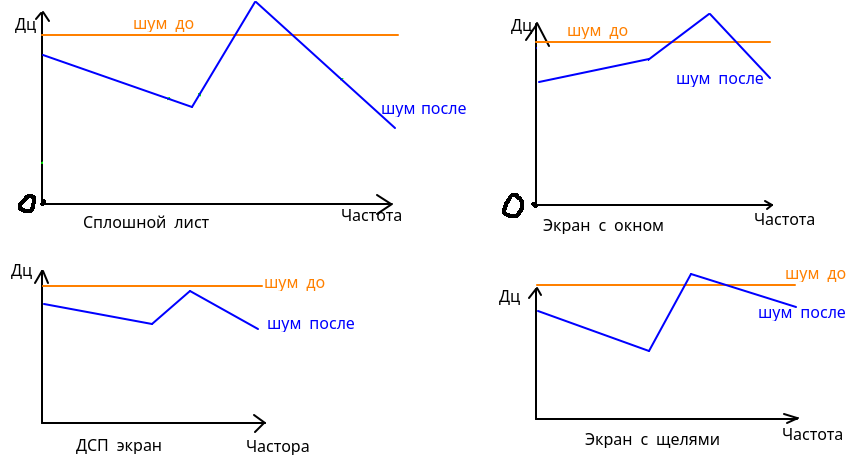 Дц
шум до
шум после
0
Частота
Сплошной лист
Дц
шум до
шум после
0
Частота
Экран с окном
Дц
шум до
шум после
Частора
ДСП экран
шум до
Дц
шум после
Частота
Экран с щелями